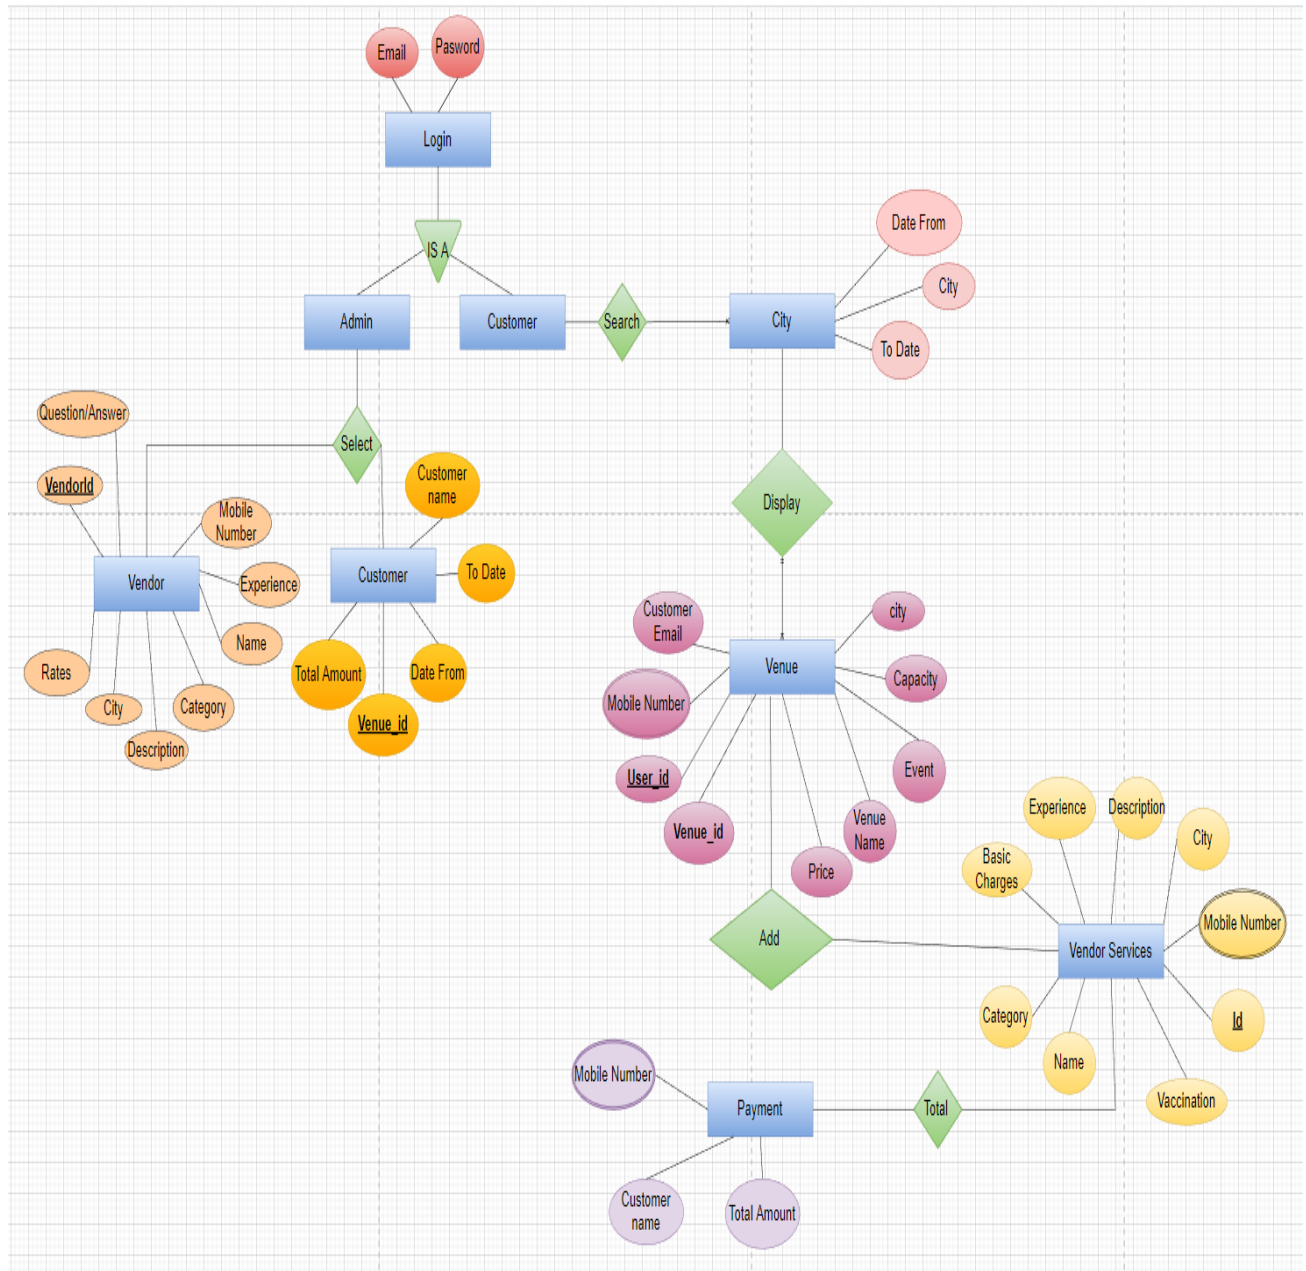 Email
Pasword
Login
IS A
Date From
City
To Date
Admin
Customer
Search
City
Question/Answer
Select
VendorId
Customer
name
Display
Mobile
Number
Vendor
Experience
Customer
To Date
Name
Customer
Email
city
Rates
Total Amount
Date From
Venue
Capacity
City
Category
Venue_id
Mobile Number
Description
User_id
Event
Venue_id
Venue
Name
Price
Experience
Description
City
Basic
Charges
Mobile Number
Add
Vendor Services
Category
Id
Name
Vaccination
Mobile Number
Payment
Total
Customer
name
Total Amount